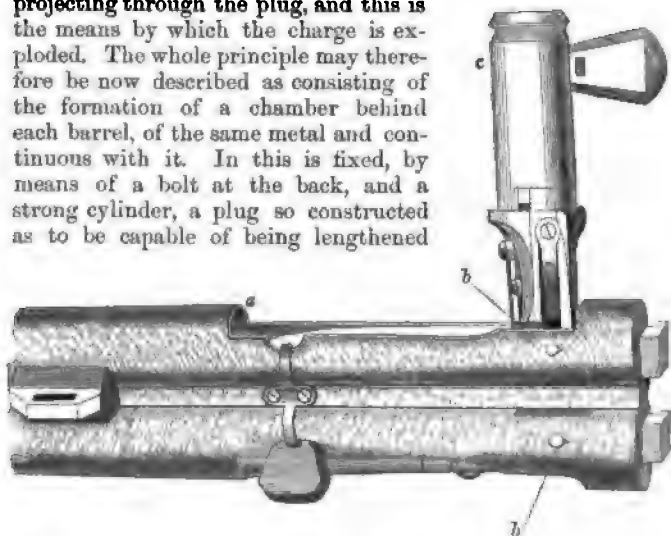 projecting through the plug, and this is
the means by which the charge is ex-
ploded. The whole principle may there-
fore be now described as consisting of
the formation of a chamber behind
each barrel, of the same metal and con-
tinuous with it. In this is fixed, by
means of a bolt at the back, and a
strong cylinder, a plug so constructed
as to be capable of being lengthened
c
b
a
b